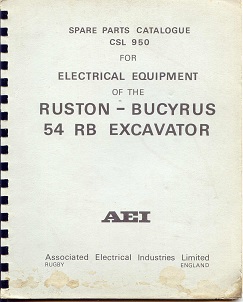 SPARE PARTS CATALOGUE
CSL 950
FOR
ELECTRICAL EQUIPMENT
OF THE
RUSTON - BUCYRUS
54 RB EXCAVATOR
AEI
Associated Electrical Industries Limited
RUGBY ENGLAND